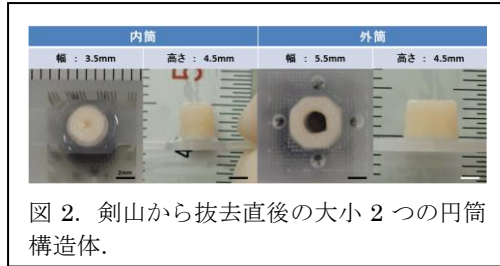 内筒 外筒
幅 : 3.5mm 高さ : 4.5mm 幅 : 5.5mm 高さ : 4.5mm
4
2mm
図 2. 剣山から抜去直後の大小 2 つの円筒
構造体.